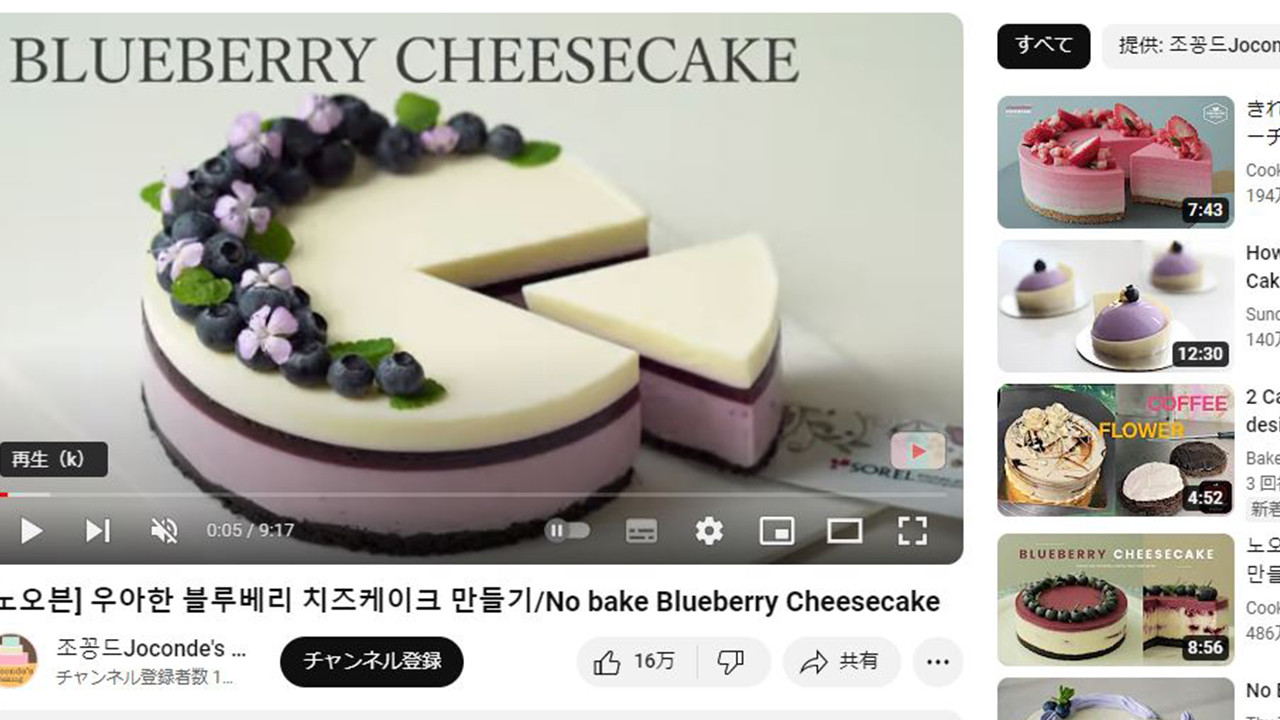 BLUEBERRY CHEESECAKE
SOREL
再生 (k)
0:05 / 9:17
노오븐] 우아한 블루베리 치즈케이크 만들기/No bake Blueberry Cheesecake
조꽁드Joconde's ...
チャンネル登録者数 1...
チャンネル登録
16万
共有
すべて
提供: 조꽁드Jocon
7:43
きれ
ーチ
Cook
194万
12:30
How
Cak
Sund
140万
COFFEE
FLOWER
4:52
2 Ca
desi
Bake
3 回
新着
BLUEBERRY CHEESECAKE
8:56
노오
만들
Cook
486万
No B